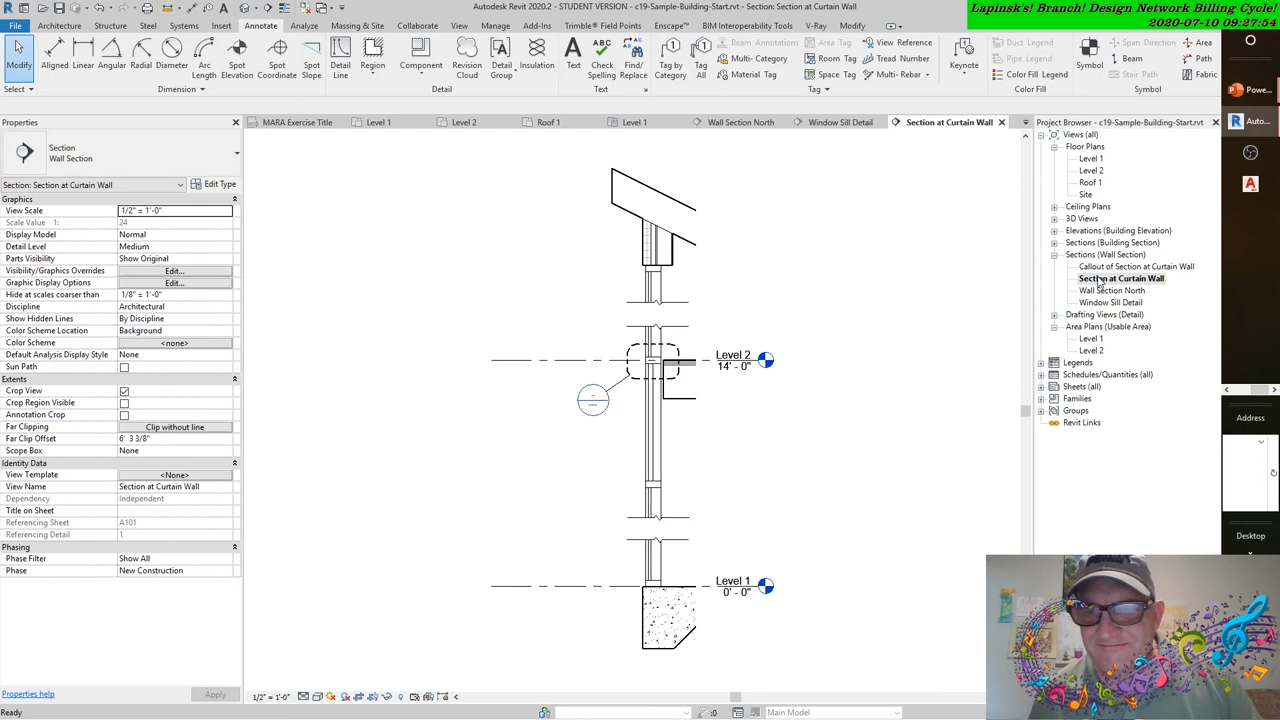 Autodesk Revit 2020.2 - STUDENT VERSION - c19-Sample-Building-Start.rvt - Section: Section at Curtain Wall
Lapinsk's! Branch! Design Network Billing Cycle!
2020-07-10 09:27:54
File Architecture Structure Steel Systems Insert Annotate Analyze Massing & Site Collaborate View Manage Add-Ins Trimble® Field Points Enscape™ BIM Interoperability Tools V-Ray Modify
Modify Aligned Linear Angular Radial Diameter Arc Length Spot Elevation Spot Coordinate Spot Slope
Detail Line Region Component Revision Cloud Detail Group Insulation
Text Check Spelling Find/ Replace Tag by Category Tag All
Beam Annotations Area Tag View Reference
Multi- Category Room Tag Tread Number
Material Tag Space Tag Multi- Rebar
Keynote
Duct Legend
Pipe Legend
Color Fill Legend
Symbol
Span Direction Area
Beam Path
Stair Path Fabric
Select Dimension Detail Text Tag Color Fill Symbol
Properties
MARA Exercise Title Level 1 Level 2 Roof 1 Level 1 Wall Section North Window Sill Detail Section at Curtain Wall
Project Browser - c19-Sample-Building-Start.rvt
Section
Wall Section
Section: Section at Curtain Wall Edit Type
Graphics
View Scale 1/2" = 1'-0"
Scale Value 1: 24
Display Model Normal
Detail Level Medium
Parts Visibility Show Original
Visibility/Graphics Overrides Edit...
Graphic Display Options Edit...
Hide at scales coarser than 1/8" = 1'-0"
Discipline Architectural
Show Hidden Lines By Discipline
Color Scheme Location Background
Color Scheme <none>
Default Analysis Display Style None
Sun Path
Extents
Crop View
Crop Region Visible
Annotation Crop
Far Clipping Clip without line
Far Clip Offset 6' 3 3/8"
Scope Box None
Identity Data
View Template <None>
View Name Section at Curtain Wall
Dependency Independent
Title on Sheet
Referencing Sheet A101
Referencing Detail 1
Phasing
Phase Filter Show All
Phase New Construction
Properties help Apply
Level 2
14' - 0"
Level 1
0' - 0"
Views (all)
Floor Plans
Level 1
Level 2
Roof 1
Site
Ceiling Plans
3D Views
Elevations (Building Elevation)
Sections (Building Section)
Sections (Wall Section)
Callout of Section at Curtain Wall
Section at Curtain Wall
Wall Section North
Window Sill Detail
Drafting Views (Detail)
Area Plans (Usable Area)
Level 1
Level 2
Legends
Schedules/Quantities (all)
Sheets (all)
Families
Groups
Revit Links
Powe...
Auto...
Address
Desktop
1/2" = 1'-0"
Ready :0 Main Model